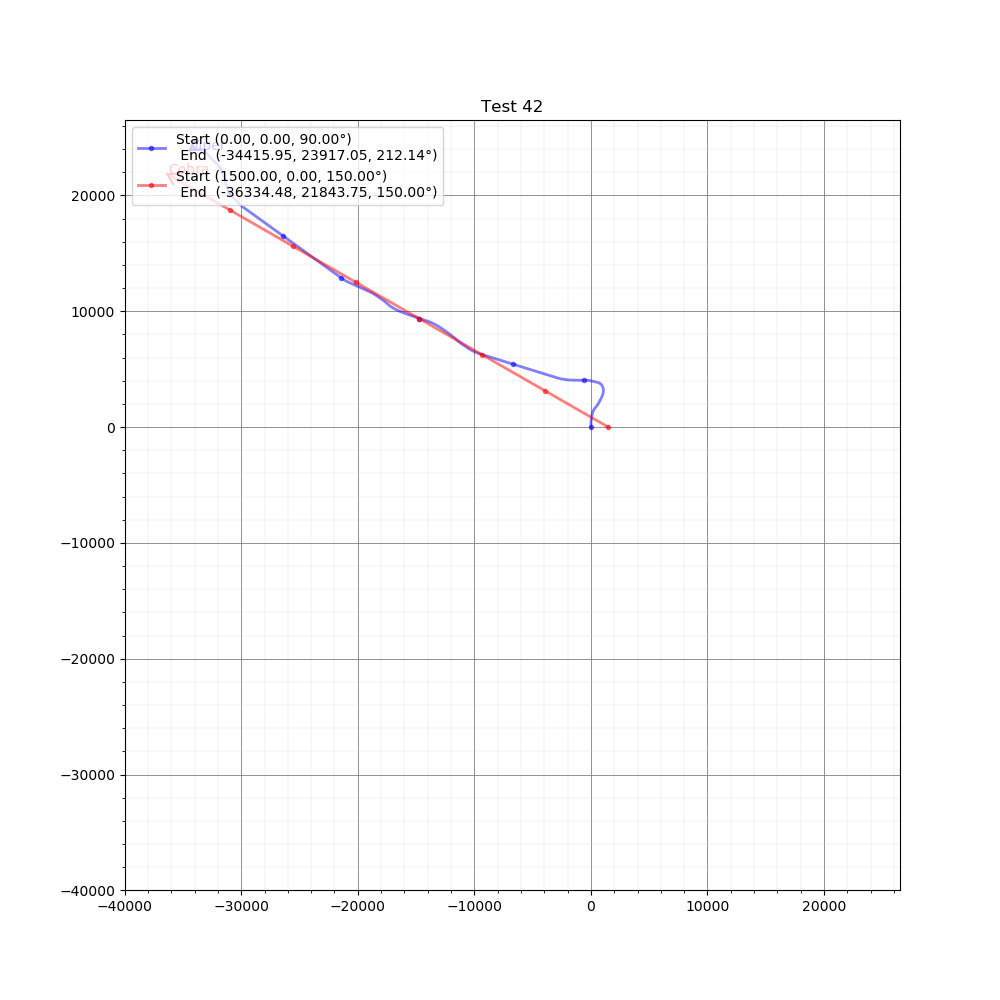 Test 42
Start (0.00, 0.00, 90.00°)
End (-34415.95, 23917.05, 212.14°)
Start (1500.00, 0.00, 150.00°)
End (-36334.48, 21843.75, 150.00°)
Cobra
20000
10000
0
−10000
−20000
−30000
−40000
−40000 −30000 −20000 −10000 0 10000 20000